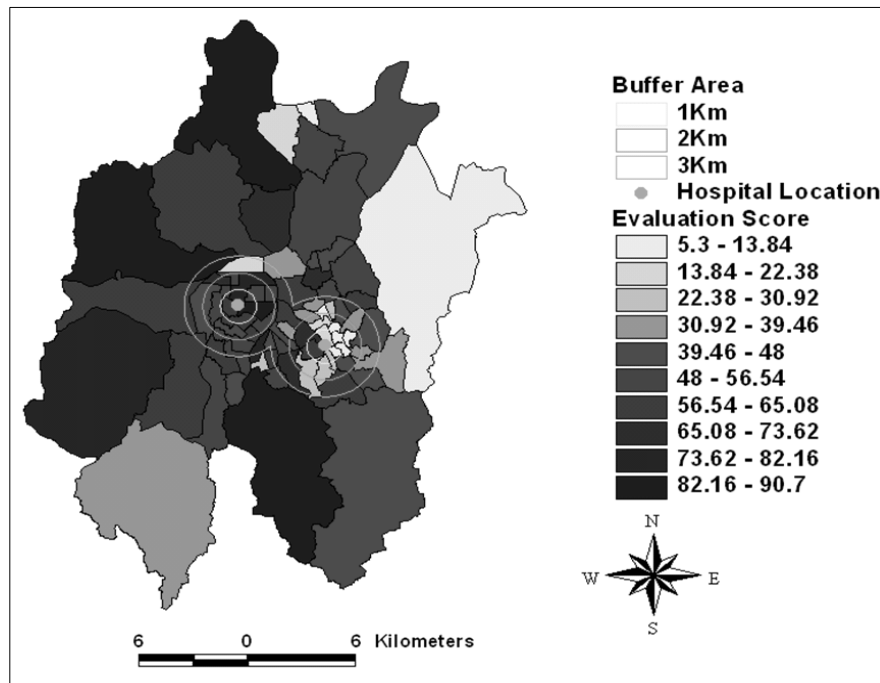 Buffer Area
1Km
2Km
3Km
Hospital Location
Evaluation Score
5.3 - 13.84
13.84 - 22.38
22.38 - 30.92
30.92 - 39.46
39.46 - 48
48 - 56.54
56.54 - 65.08
65.08 - 73.62
73.62 - 82.16
82.16 - 90.7
N
W E
S
6 0 6 Kilometers